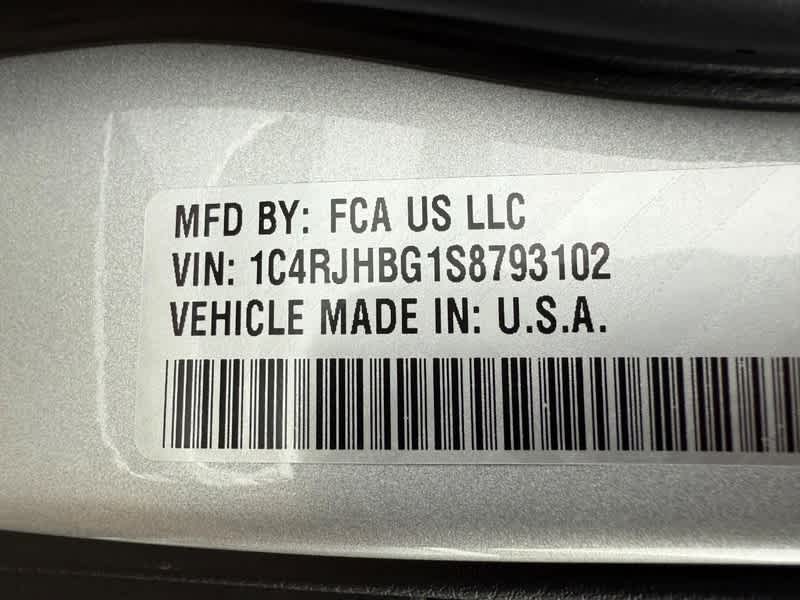 MFD BY: FCA US LLC
VIN: 1C4RJHBG1S8793102
VEHICLE MADE IN: U.S.A.